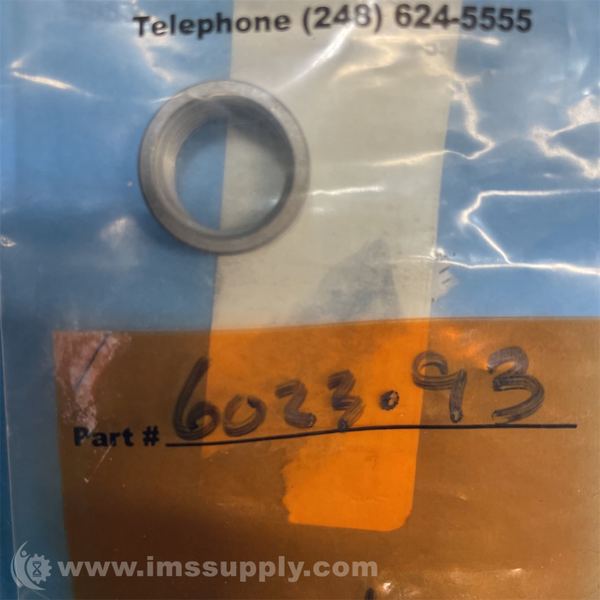 Telephone (248) 624-5555
Part # 6023.93
www.imssupply.com